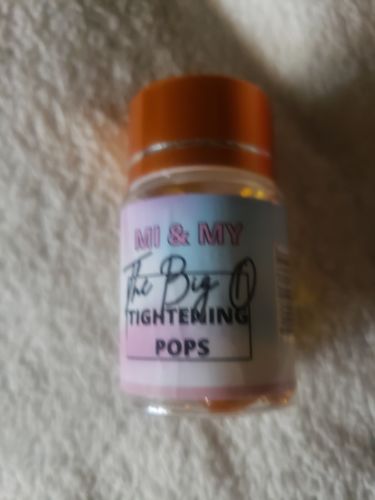 MI & MY
The Big O
TIGHTENING
POPS